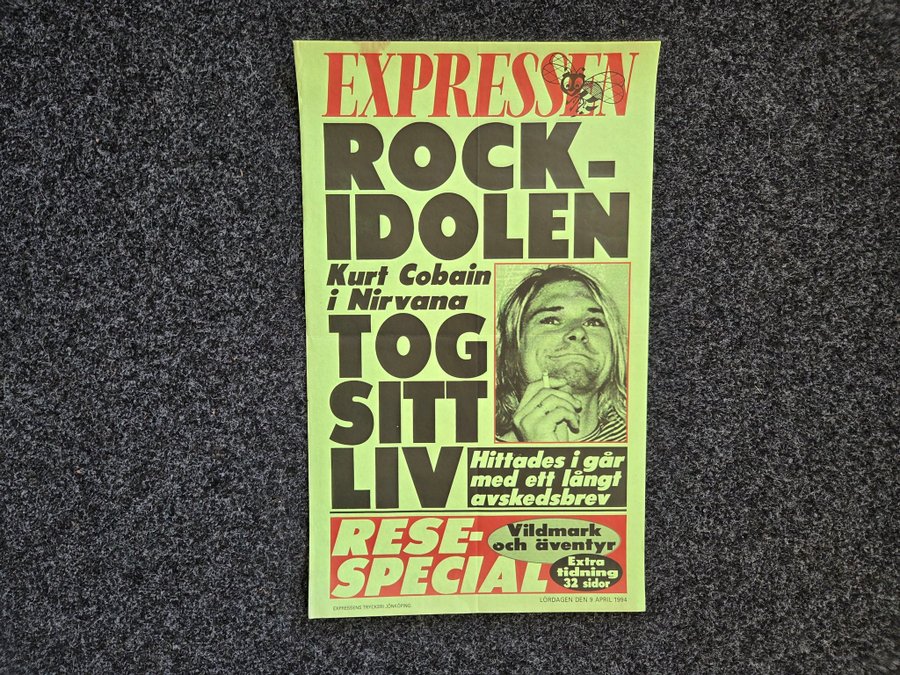 EXPRESSEN
ROCK-
IDOLEN
Kurt Cobain
i Nirvana
TOG
SITT
LIV
Hittades i går
med ett långt
avskedsbrev
RESE-
SPECIAL
Vildmark
och äventyr
Extra
tidning
32 sidor
EXPRESSENS TRYCKERI JÖNKÖPING
LÖRDAGEN DEN 9 APRIL 1994